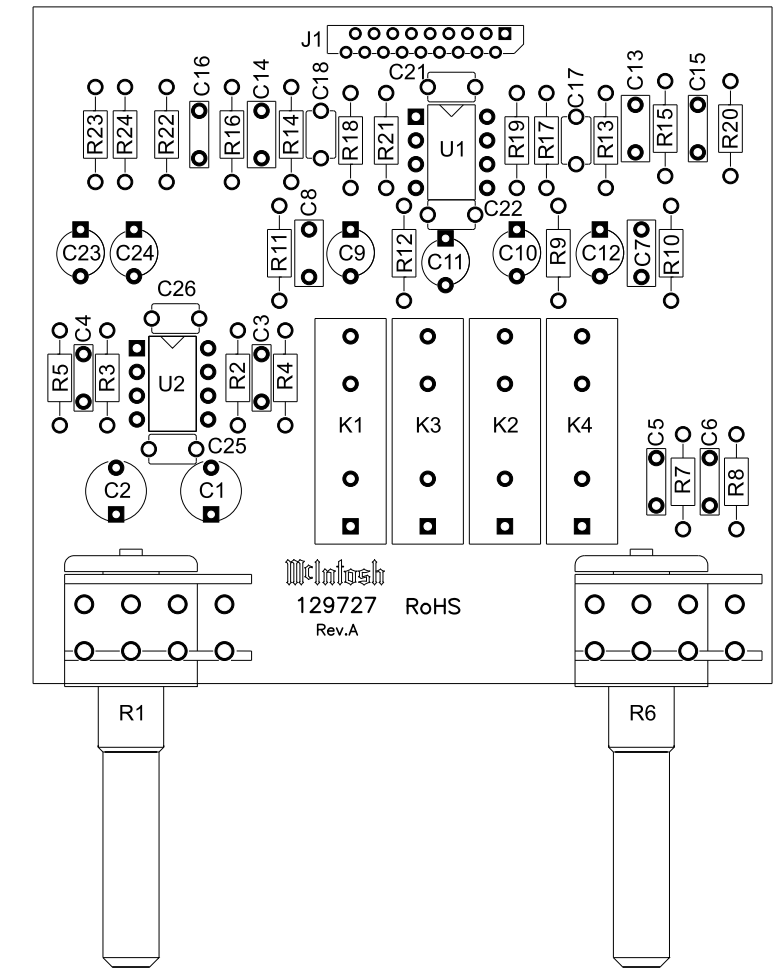 J1
C21
R23
R24
R22
C16
R16
C14
R14
C18
R18
R21
U1
R19
R17
C17
R13
C13
R15
C15
R20
C22
C23
C24
R11
C8
C9
R12
C11
C10
R9
C12
C7
R10
C26
R5
C4
R3
U2
R2
C3
R4
K1
K3
K2
K4
C25
C2
C1
C5
R7
C6
R8
McIntosh
129727 RoHS
Rev.A
R1
R6